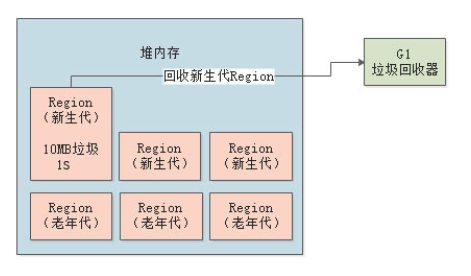 堆内存
回收新生代Region
G1
垃圾回收器
Region
(新生代)
10MB垃圾
1S
Region
(新生代)
Region
(新生代)
Region
(老年代)
Region
(老年代)
Region
(老年代)